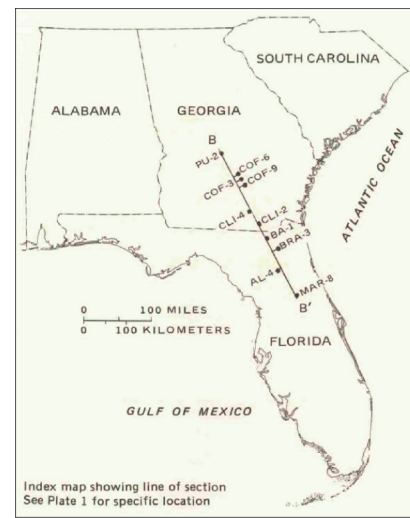 SOUTH CAROLINA
ALABAMA
GEORGIA
B
PU-2
COF-6
COF-3
COF-9
CLI-4
CLI-2
BA-1
BRA-3
AL-4
MAR-8
B'
ATLANTIC OCEAN
0 100 MILES
0 100 KILOMETERS
FLORIDA
GULF OF MEXICO
Index map showing line of section
See Plate 1 for specific location